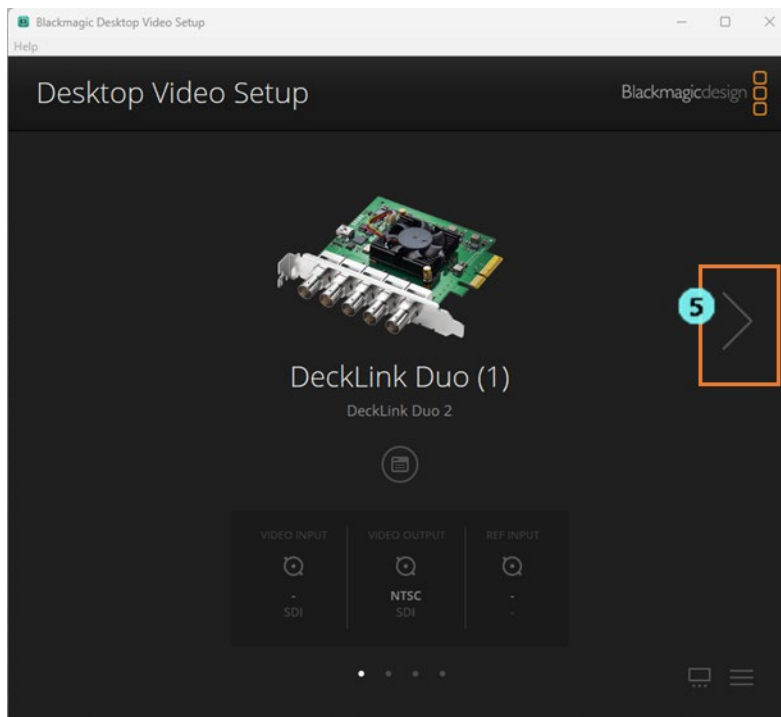 Blackmagic Desktop Video Setup
Help
Desktop Video Setup
Blackmagicdesign
5
DeckLink Duo (1)
DeckLink Duo 2
VIDEO INPUT VIDEO OUTPUT REF INPUT
- NTSC -
SDI SDI -